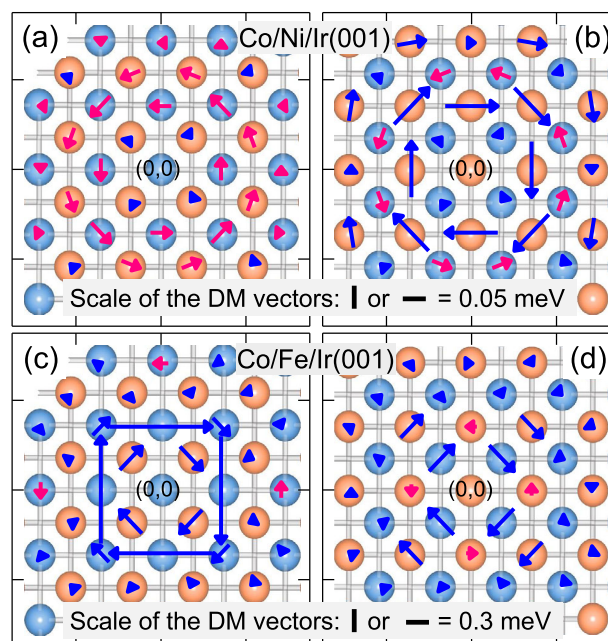 (a) Co/Ni/Ir(001) (b)
(0,0) (0,0)
Scale of the DM vectors: or = 0.05 meV
(c) Co/Fe/Ir(001) (d)
(0,0) (0,0)
Scale of the DM vectors: or = 0.3 meV